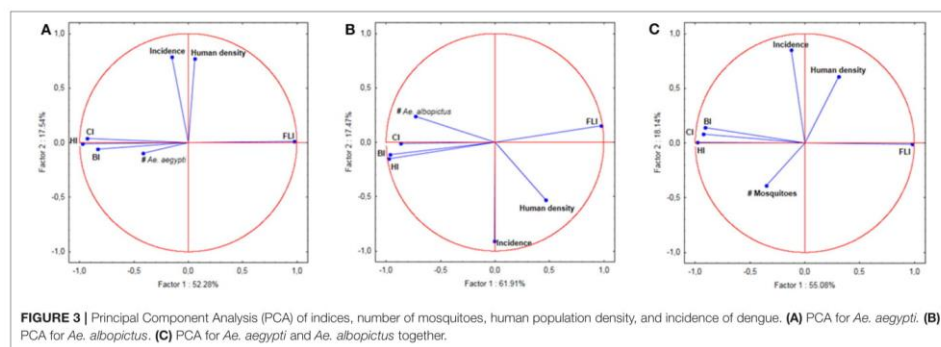 A
1,0
0,5
0,0
-0,5
-1,0
Factor 2 : 17.54%
Incidence
Human density
CI
HI
BI
# Ae. aegypti
FLI
-1,0 -0,5 0,0 0,5 1,0
Factor 1 : 52.28%
B
1,0
0,5
0,0
-0,5
-1,0
Factor 2 : 17.47%
# Ae. albopictus
FLI
CI
BI
HI
Human density
Incidence
-1,0 -0,5 0,0 0,5 1,0
Factor 1 : 61.91%
C
1,0
0,5
0,0
-0,5
-1,0
Factor 2 : 18.14%
Incidence
Human density
BI
CI
HI
FLI
# Mosquitoes
-1,0 -0,5 0,0 0,5 1,0
Factor 1 : 55.08%
FIGURE 3 | Principal Component Analysis (PCA) of indices, number of mosquitoes, human population density, and incidence of dengue. (A) PCA for Ae. aegypti. (B)
PCA for Ae. albopictus. (C) PCA for Ae. aegypti and Ae. albopictus together.